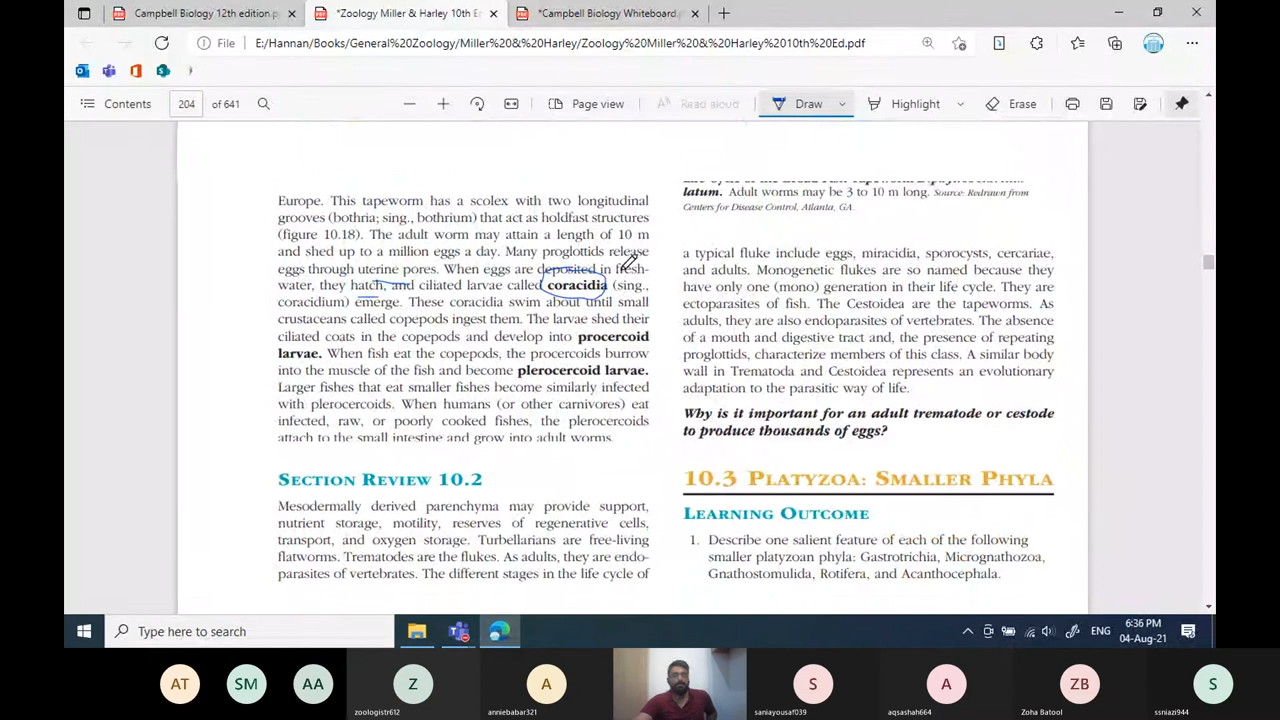 Campbell Biology 12th edition.p
*Zoology Miller & Harley 10th E
*Campbell Biology Whiteboard.p
File
E:/Hannan/Books/General%20Zoology/Miller%20&%20Harley/Zoology%20Miller%20&%20Harley%2010th%20Ed.pdf
Contents
204
of 641
Page view
Read aloud
Draw
Highlight
Erase
Europe. This tapeworm has a scolex with two longitudinal
grooves (bothria; sing., bothrium) that act as holdfast structures
(figure 10.18). The adult worm may attain a length of 10 m
and shed up to a million eggs a day. Many proglottids release
eggs through uterine pores. When eggs are deposited in fresh-
water, they hatch, and ciliated larvae called coracidia (sing.,
coracidium) emerge. These coracidia swim about until small
crustaceans called copepods ingest them. The larvae shed their
ciliated coats in the copepods and develop into procercoid
larvae. When fish eat the copepods, the procercoids burrow
into the muscle of the fish and become plerocercoid larvae.
Larger fishes that eat smaller fishes become similarly infected
with plerocercoids. When humans (or other carnivores) eat
infected, raw, or poorly cooked fishes, the plerocercoids
attach to the small intestine and grow into adult worms.
SECTION REVIEW 10.2
Mesodermally derived parenchyma may provide support,
nutrient storage, motility, reserves of regenerative cells,
transport, and oxygen storage. Turbellarians are free-living
flatworms. Trematodes are the flukes. As adults, they are endo-
parasites of vertebrates. The different stages in the life cycle of
latum. Adult worms may be 3 to 10 m long. Source: Redrawn from
Centers for Disease Control, Atlanta, GA.
a typical fluke include eggs, miracidia, sporocysts, cercariae,
and adults. Monogenetic flukes are so named because they
have only one (mono) generation in their life cycle. They are
ectoparasites of fish. The Cestoidea are the tapeworms. As
adults, they are also endoparasites of vertebrates. The absence
of a mouth and digestive tract and, the presence of repeating
proglottids, characterize members of this class. A similar body
wall in Trematoda and Cestoidea represents an evolutionary
adaptation to the parasitic way of life.
Why is it important for an adult trematode or cestode
to produce thousands of eggs?
10.3 PLATYZOA: SMALLER PHYLA
LEARNING OUTCOME
1. Describe one salient feature of each of the following
smaller platyzoan phyla: Gastrotrichia, Micrognathozoa,
Gnathostomulida, Rotifera, and Acanthocephala.
Type here to search
ENG
6:36 PM
04-Aug-21
AT
SM
AA
Z
zoologistr612
A
anniebabar321
S
saniayousaf039
A
aqsashah664
ZB
Zoha Batool
S
ssniazi944